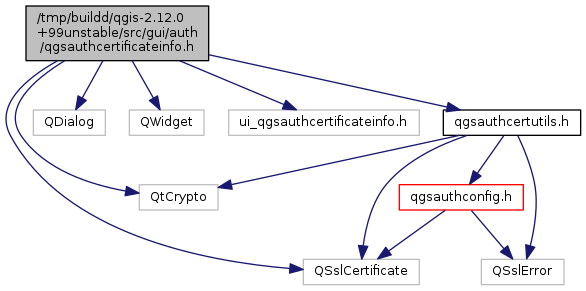 /tmp/buildd/qgis-2.12.0
+99unstable/src/gui/auth
/qgsauthcertificateinfo.h
QDialog
QWidget
ui_qgsauthcertificateinfo.h
qgsauthcertutils.h
QtCrypto
qgsauthconfig.h
QSslCertificate
QSslError